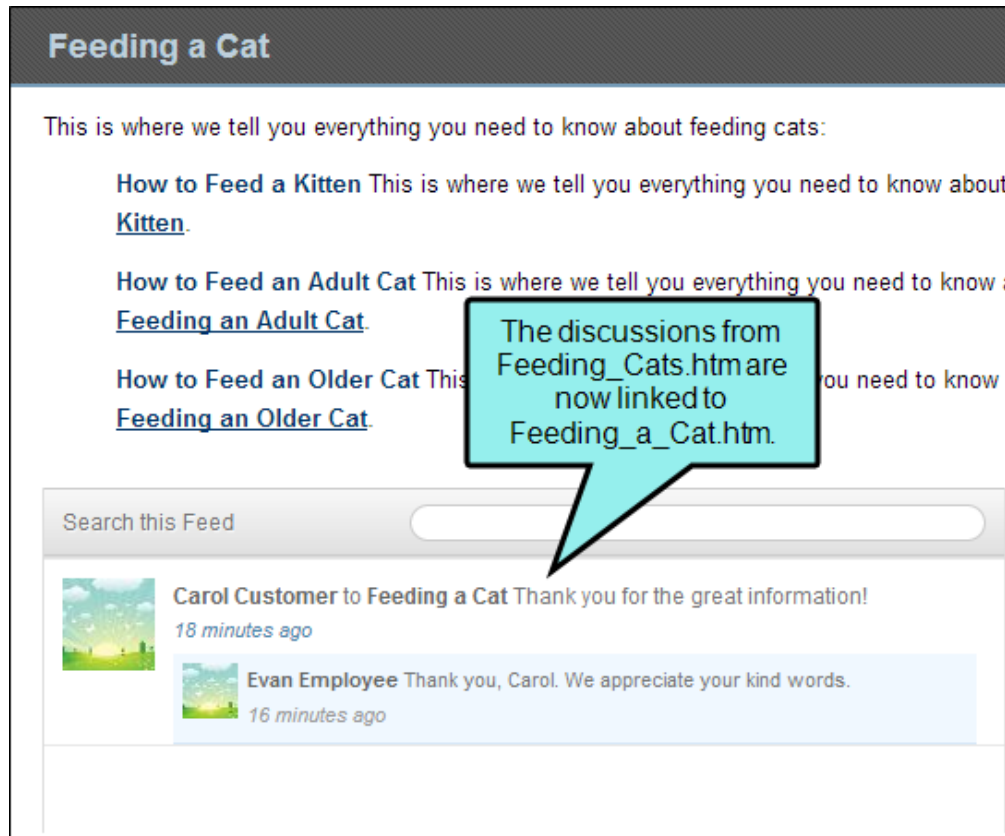 Feeding a Cat
This is where we tell you everything you need to know about feeding cats:
How to Feed a Kitten This is where we tell you everything you need to know about
Kitten.
How to Feed an Adult Cat This is where we tell you everything you need to know
Feeding an Adult Cat.
How to Feed an Older Cat This ou need to know
Feeding an Older Cat.
The discussions from
Feeding_Cats.htm are
now linked to
Feeding_a_Cat.htm.
Search this Feed
Carol Customer to Feeding a Cat Thank you for the great information!
18 minutes ago
Evan Employee Thank you, Carol. We appreciate your kind words.
16 minutes ago